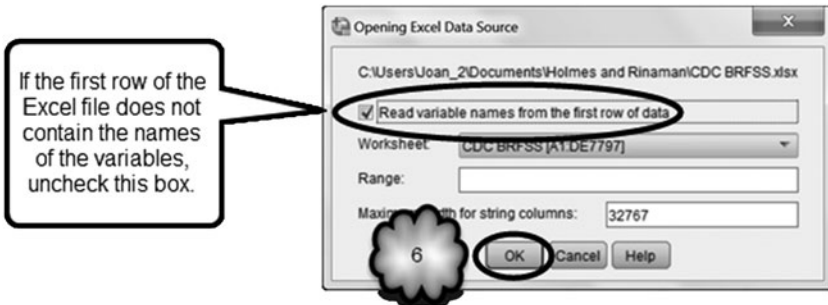 Opening Excel Data Source
X
C:\Users\Joan_2\Documents\Holmes and Rinaman\CDC BRFSS.xlsx
If the first row of the
Excel file does not
contain the names
of the variables,
uncheck this box.
Read variable names from the first row of data
Worksheet: CDC BRFSS [A1:DE7797]
Range:
for string columns: 32767
6
OK Cancel Help